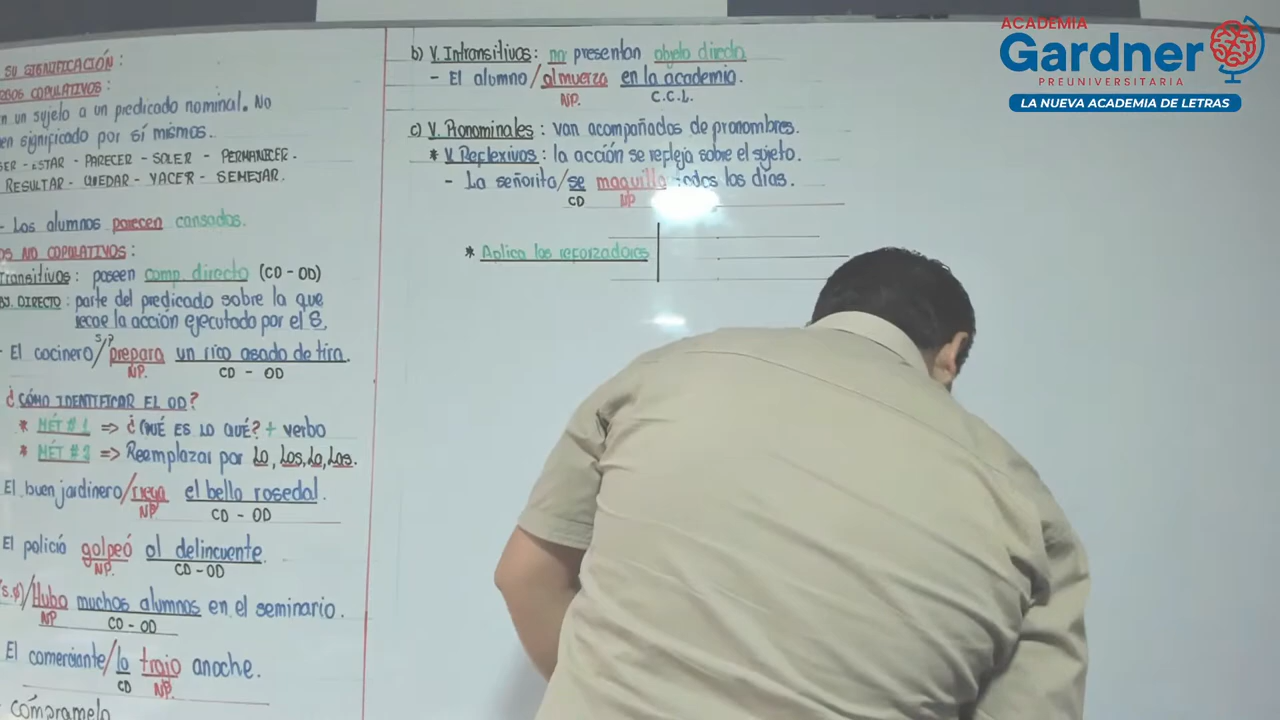 SU SIGNIFICACIÓN:
COPULATIVOS:
n un sujeto a un predicado nominal. No
en significado por sí mismos.
SER - ESTAR - PARECER - SOLER - PERMANECER.
RESULTAR - QUEDAR - YACER - SEMEJAR.
- Los alumnos parecen cansados.
NO COPULATIVOS:
Transitivos: poseen comp. directo (CD - OD)
DIRECTO: parte del predicado sobre la que
recae la acción ejecutado por el S.
S/P
- El cocinero/prepara un rico asado de tira.
NP. CD - OD
¿CÓMO IDENTIFICAR EL OD?
* MÉT #1 => ¿QUÉ ES LO QUÉ? + verbo
* MÉT #2 => Reemplazar por Lo, Los, La, Las.
El buen jardinero/riega el bello rosedal.
NP CD - OD
El policía golpeó al delincuente.
NP. CD - OD
(S.Ø)/Hubo muchos alumnos en el seminario.
NP CD - OD
El comerciante/lo trajo anoche.
CD NP.
cómpramelo
b) V. Intransitivos: no presentan objeto directo
- El alumno/almuerza en la academia.
NP. C.C.L.
c) V. Pronominales: van acompañados de pronombres.
* V. Reflexivos: la acción se refleja sobre el sujeto.
- La señorita/se maquilla todos los días.
CD NP
* Aplica los reforzadores
ACADEMIA
Gardner
PREUNIVERSITARIA
LA NUEVA ACADEMIA DE LETRAS